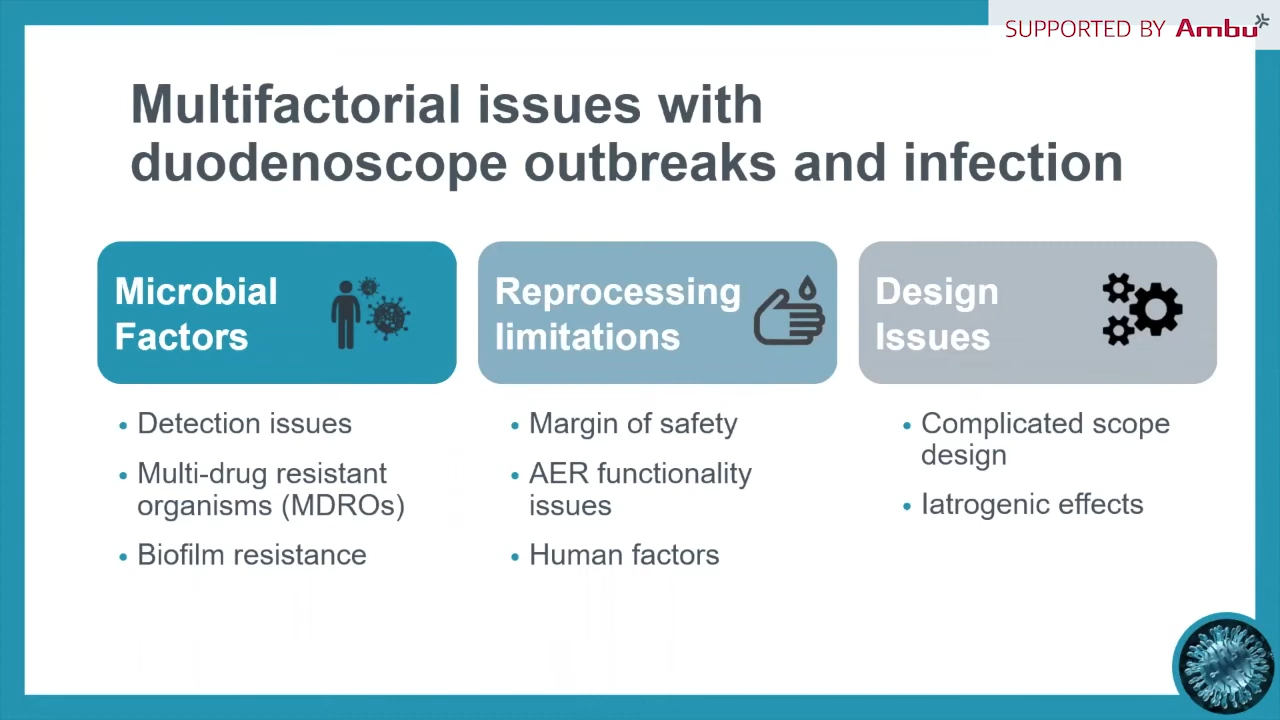 SUPPORTED BY Ambu
Multifactorial issues with
duodenoscope outbreaks and infection
Microbial
Factors
• Detection issues
• Multi-drug resistant
organisms (MDROs)
• Biofilm resistance
Reprocessing
limitations
• Margin of safety
• AER functionality
issues
• Human factors
Design
Issues
• Complicated scope
design
• Iatrogenic effects